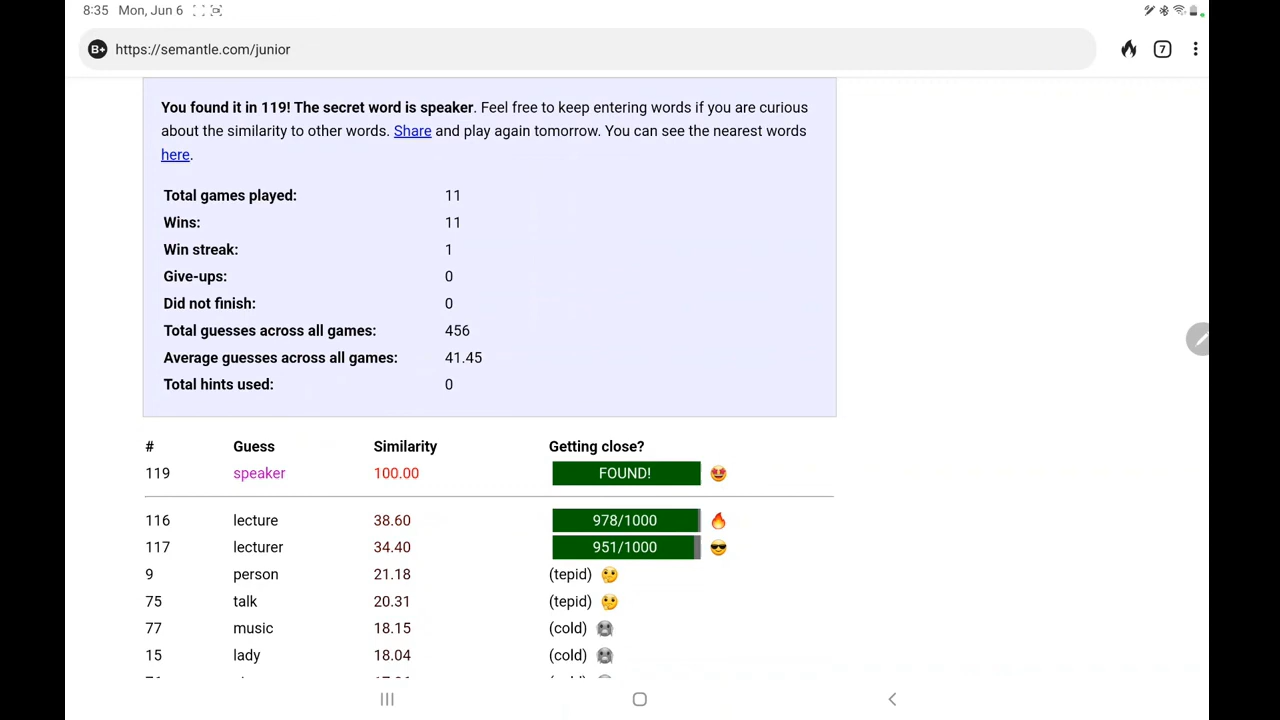 8:35 Mon, Jun 6
B+ https://semantle.com/junior 7
You found it in 119! The secret word is speaker. Feel free to keep entering words if you are curious
about the similarity to other words. Share and play again tomorrow. You can see the nearest words
here.
Total games played: 11
Wins: 11
Win streak: 1
Give-ups: 0
Did not finish: 0
Total guesses across all games: 456
Average guesses across all games: 41.45
Total hints used: 0
# Guess Similarity Getting close?
119 speaker 100.00 FOUND!
116 lecture 38.60 978/1000
117 lecturer 34.40 951/1000
9 person 21.18 (tepid)
75 talk 20.31 (tepid)
77 music 18.15 (cold)
15 lady 18.04 (cold)